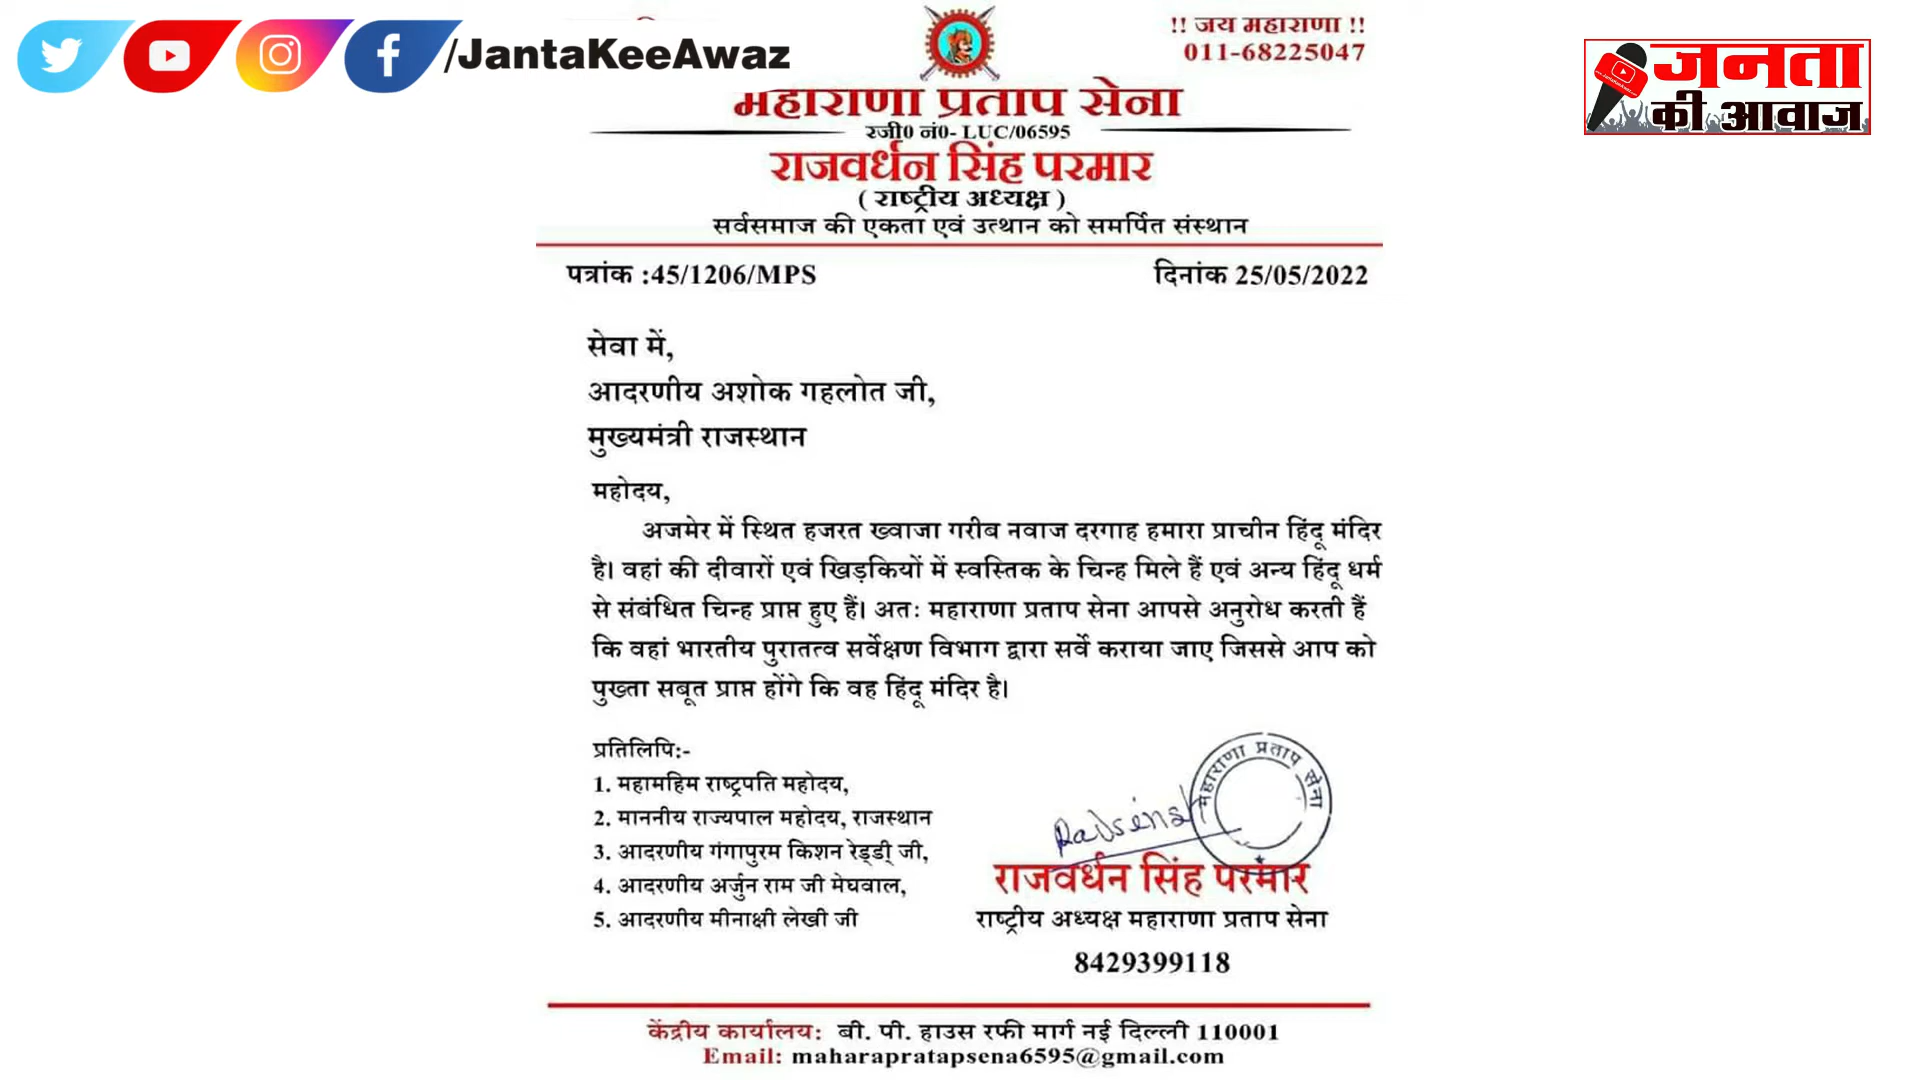 /JantaKeeAwaz
!! जय महाराणा !!
011-68225047
जनता
की आवाज
महाराणा प्रताप सेना
रजी0 नं0- LUC/06595
राजवर्धन सिंह परमार
( राष्ट्रीय अध्यक्ष )
सर्वसमाज की एकता एवं उत्थान को समर्पित संस्थान
पत्रांक :45/1206/MPS
दिनांक 25/05/2022
सेवा में,
आदरणीय अशोक गहलोत जी,
मुख्यमंत्री राजस्थान
महोदय,
अजमेर में स्थित हजरत ख्वाजा गरीब नवाज दरगाह हमारा प्राचीन हिंदू मंदिर
है। वहां की दीवारों एवं खिड़कियों में स्वस्तिक के चिन्ह मिले हैं एवं अन्य हिंदू धर्म
से संबंधित चिन्ह प्राप्त हुए हैं। अतः महाराणा प्रताप सेना आपसे अनुरोध करती हैं
कि वहां भारतीय पुरातत्व सर्वेक्षण विभाग द्वारा सर्वे कराया जाए जिससे आप को
पुख्ता सबूत प्राप्त होंगे कि वह हिंदू मंदिर है।
प्रतिलिपि:-
1. महामहिम राष्ट्रपति महोदय,
2. माननीय राज्यपाल महोदय, राजस्थान
3. आदरणीय गंगापुरम किशन रेड्डी जी,
4. आदरणीय अर्जुन राम जी मेघवाल,
5. आदरणीय मीनाक्षी लेखी जी
महाराणा प्रताप सेना
राजवर्धन सिंह परमार
राष्ट्रीय अध्यक्ष महाराणा प्रताप सेना
8429399118
केंद्रीय कार्यालय: बी. पी. हाउस रफी मार्ग नई दिल्ली 110001
Email: maharapratapsena6595@gmail.com